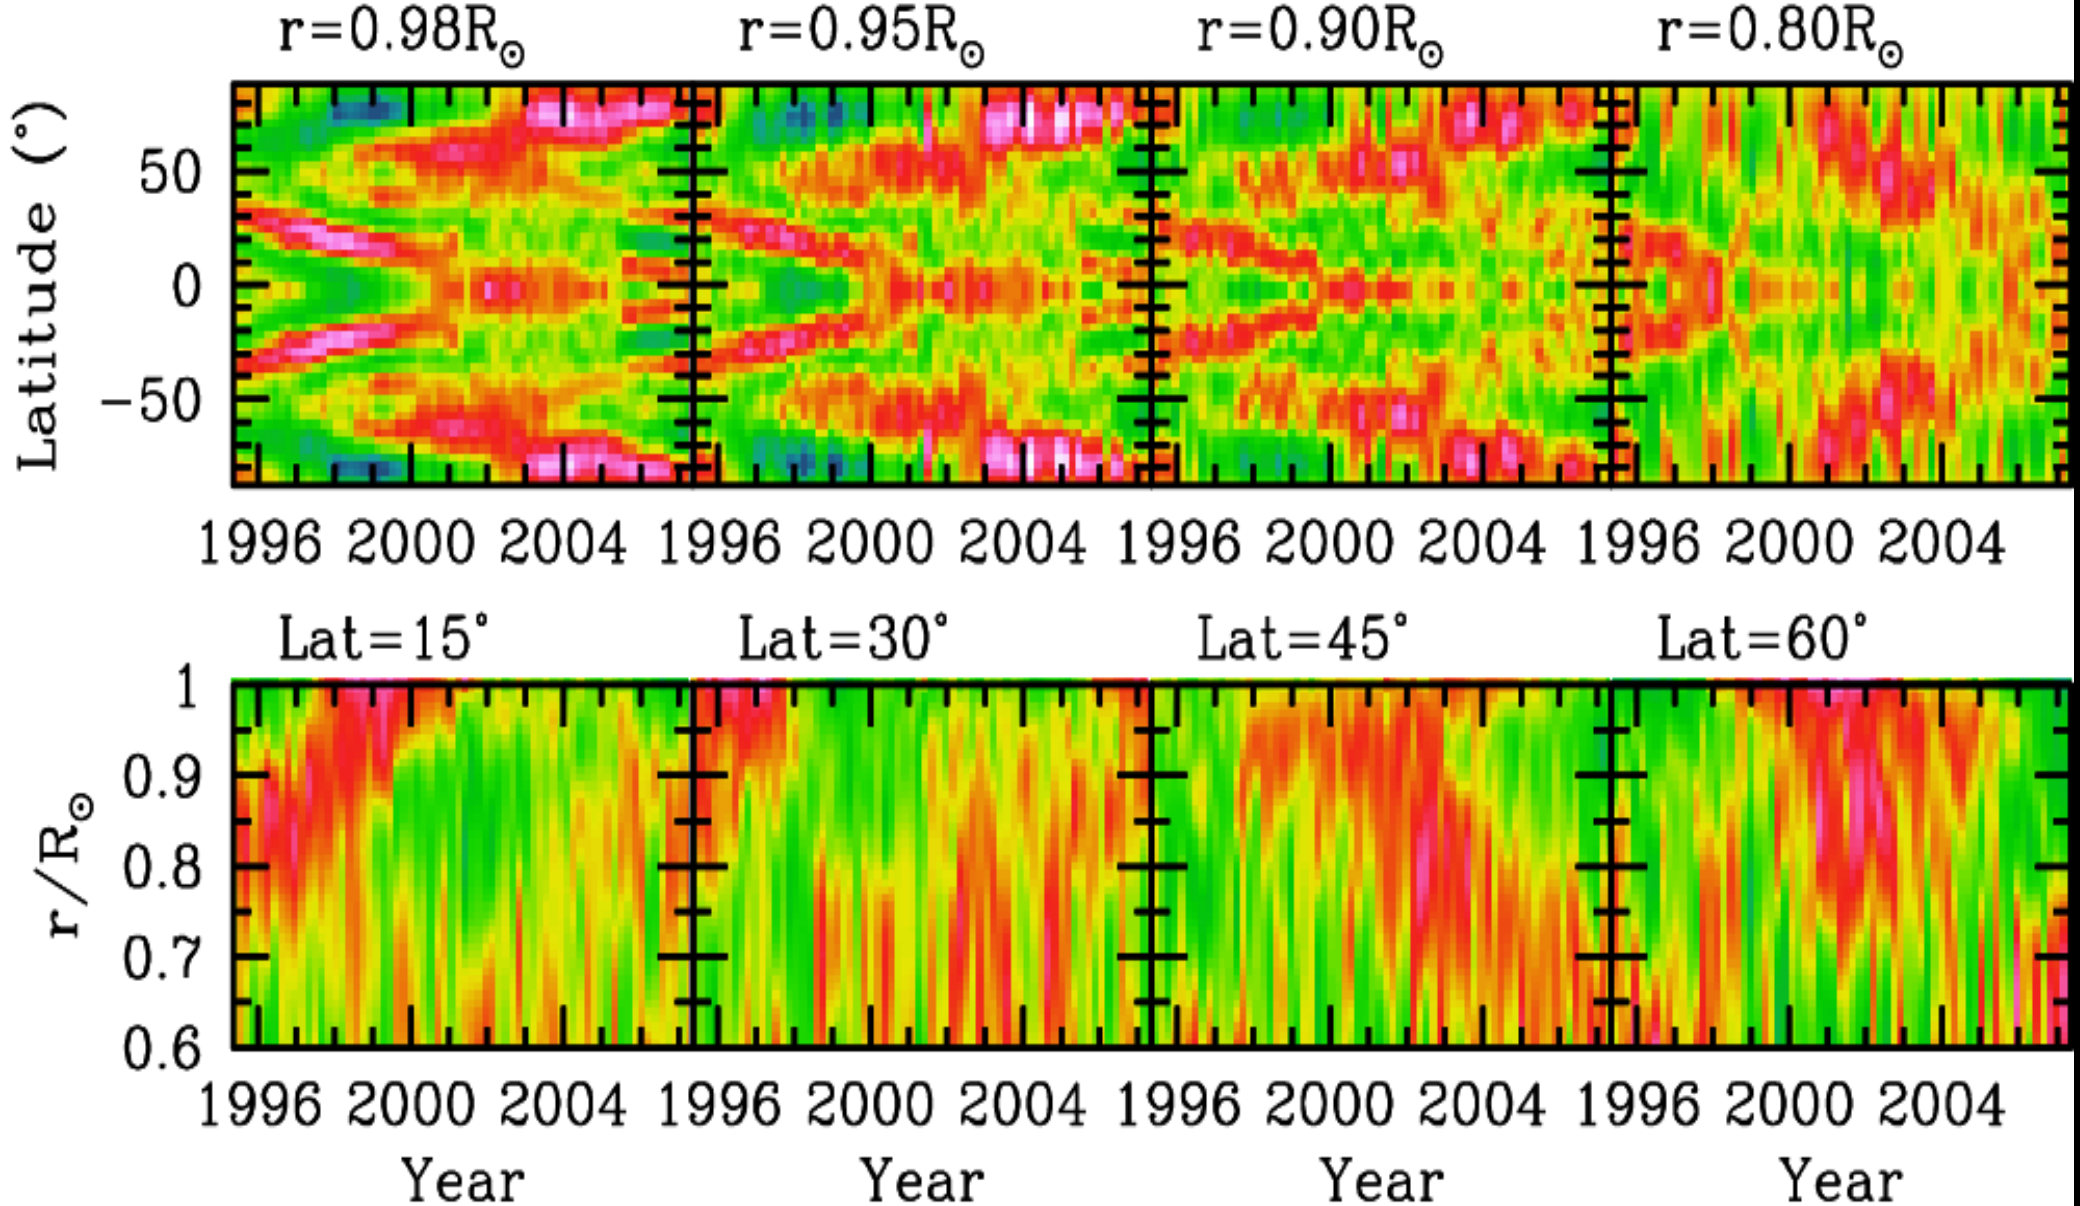 r=0.98R⊙ r=0.95R⊙ r=0.90R⊙ r=0.80R⊙
Latitude (°)
50
0
−50
1996 2000 2004 1996 2000 2004 1996 2000 2004 1996 2000 2004
Lat=15° Lat=30° Lat=45° Lat=60°
r/R⊙
1
0.9
0.8
0.7
0.6
1996 2000 2004 1996 2000 2004 1996 2000 2004 1996 2000 2004
Year Year Year Year